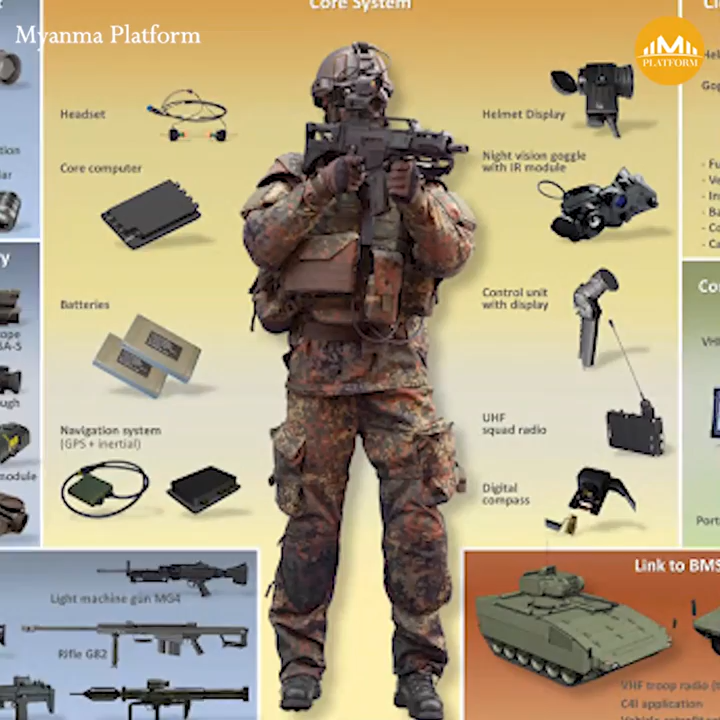 Core System
Myanma Platform
M
PLATFORM
Headset
Core computer
Batteries
Navigation system
(GPS + inertial)
Helmet Display
Night vision goggle
with IR module
Control unit
with display
UHF
squad radio
Digital
compass
module
Light machine gun MG4
Rifle G82
Link to BMS
VHF troop radio
C4I application